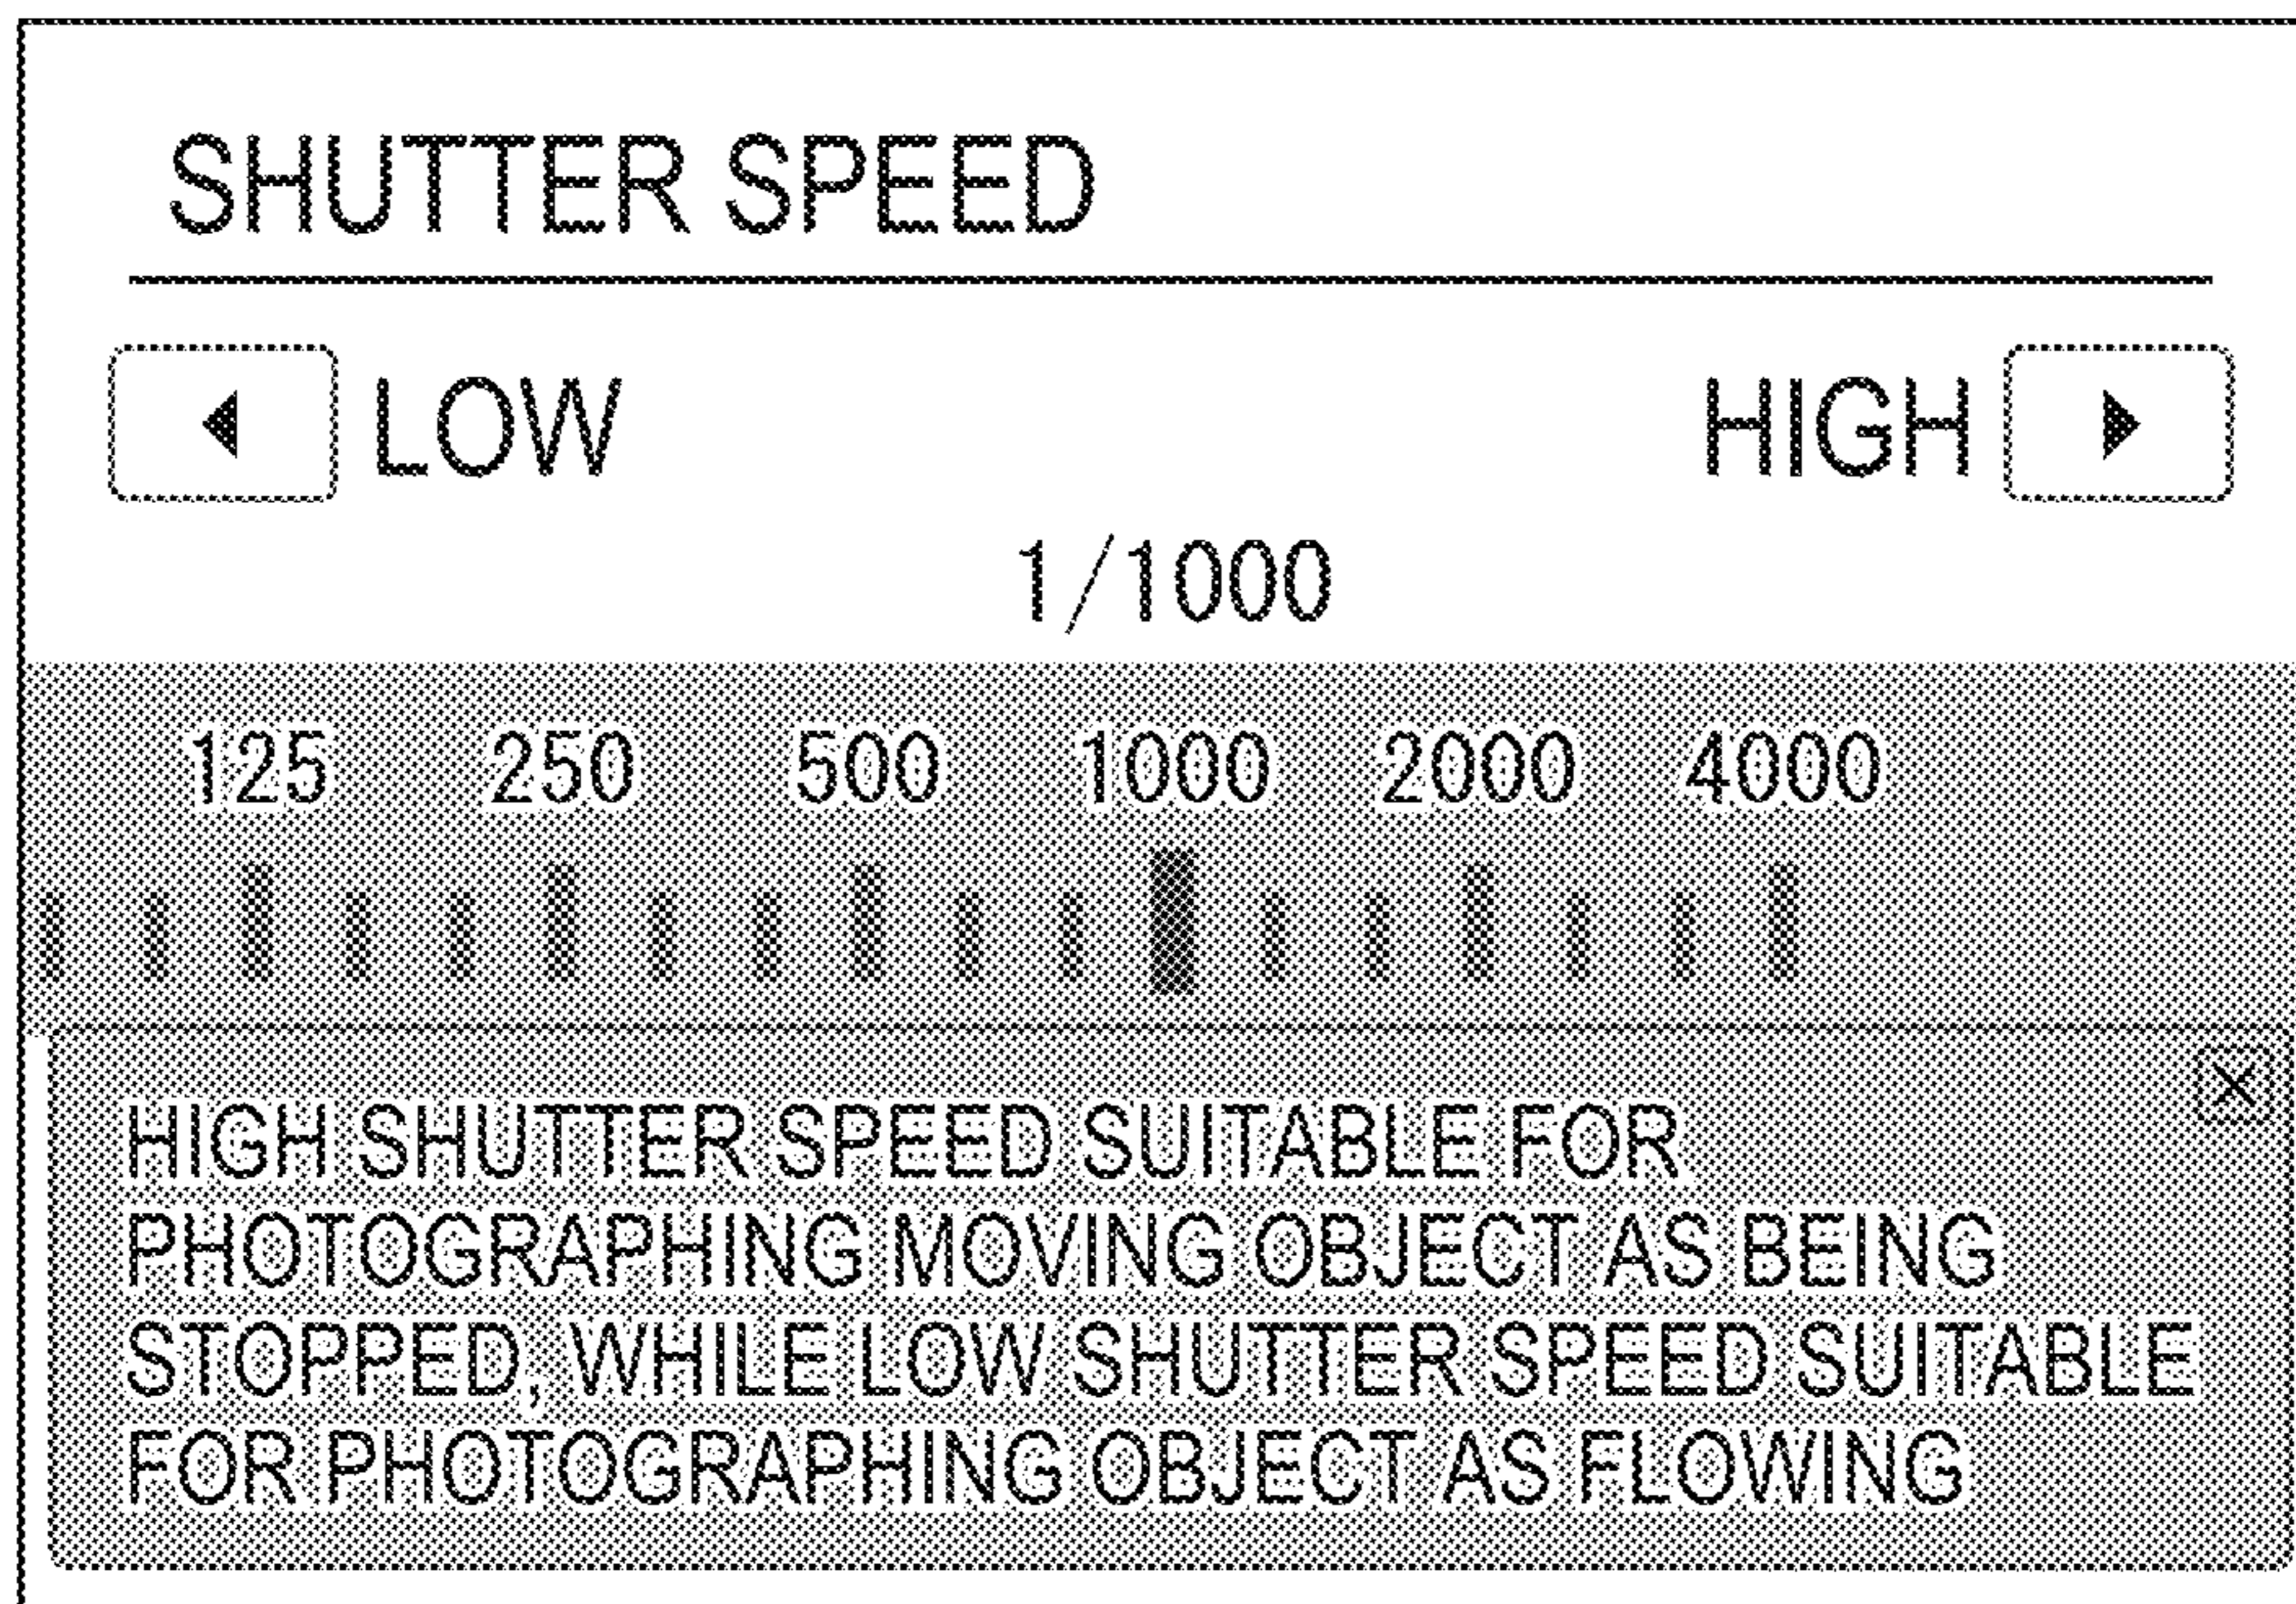 SHUTTER SPEED
◀ LOW HIGH ▶
1/1000
125 250 500 1000 2000 4000
HIGH SHUTTER SPEED SUITABLE FOR
PHOTOGRAPHING MOVING OBJECT AS BEING
STOPPED, WHILE LOW SHUTTER SPEED SUITABLE
FOR PHOTOGRAPHING OBJECT AS FLOWING